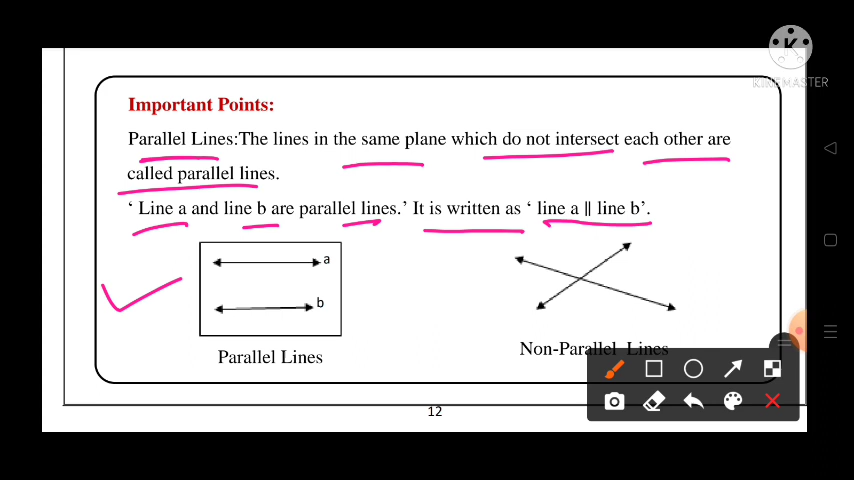 K
KINEMASTER
Important Points:
Parallel Lines:The lines in the same plane which do not intersect each other are
called parallel lines.
‘ Line a and line b are parallel lines.’ It is written as ‘ line a || line b’.
a
b
Parallel Lines
Non-Parallel Lines
12